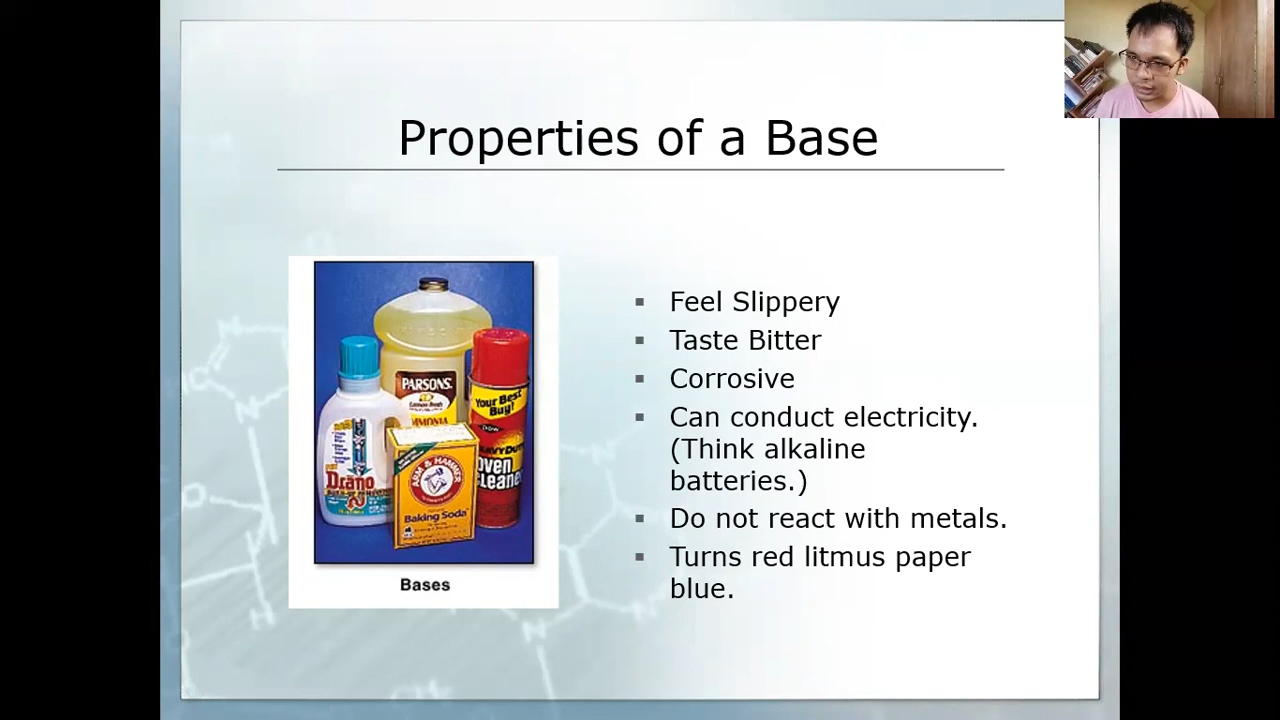 Properties of a Base
Feel Slippery
Taste Bitter
Corrosive
Can conduct electricity.
(Think alkaline
batteries.)
Do not react with metals.
Turns red litmus paper
blue.
PARSONS.
AMMONIA
Your Best
Buy!
HEAVY DUTY
Oven
Cleaner
Drano
ARM & HAMMER
Baking Soda
Bases